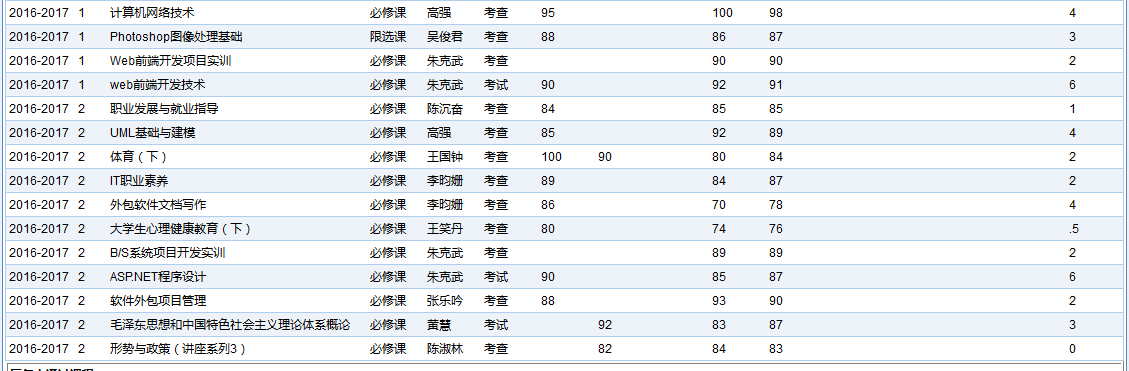 2016-2017 1 计算机网络技术 必修课 高强 考查 95 100 98 4
2016-2017 1 Photoshop图像处理基础 限选课 吴俊君 考查 88 86 87 3
2016-2017 1 Web前端开发项目实训 必修课 朱克武 考查 90 90 2
2016-2017 1 web前端开发技术 必修课 朱克武 考试 90 92 91 6
2016-2017 2 职业发展与就业指导 必修课 陈沉奋 考查 84 85 85 1
2016-2017 2 UML基础与建模 必修课 高强 考查 85 92 89 4
2016-2017 2 体育（下） 必修课 王国钟 考查 100 90 80 84 2
2016-2017 2 IT职业素养 必修课 李昀姗 考查 89 84 87 2
2016-2017 2 外包软件文档写作 必修课 李昀姗 考查 86 70 78 4
2016-2017 2 大学生心理健康教育（下） 必修课 王笑丹 考查 80 74 76 .5
2016-2017 2 B/S系统项目开发实训 必修课 朱克武 考查 89 89 2
2016-2017 2 ASP.NET程序设计 必修课 朱克武 考试 90 85 87 6
2016-2017 2 软件外包项目管理 必修课 张乐吟 考查 88 93 90 2
2016-2017 2 毛泽东思想和中国特色社会主义理论体系概论 必修课 黄慧 考试 92 83 87 3
2016-2017 2 形势与政策（讲座系列3） 必修课 陈淑林 考查 82 84 83 0